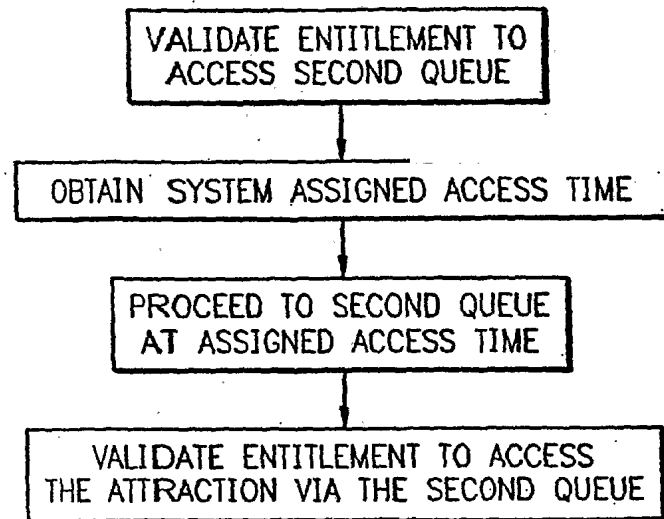 VALIDATE ENTITLEMENT TO
ACCESS SECOND QUEUE
OBTAIN SYSTEM ASSIGNED ACCESS TIME
PROCEED TO SECOND QUEUE
AT ASSIGNED ACCESS TIME
VALIDATE ENTITLEMENT TO ACCESS
THE ATTRACTION VIA THE SECOND QUEUE